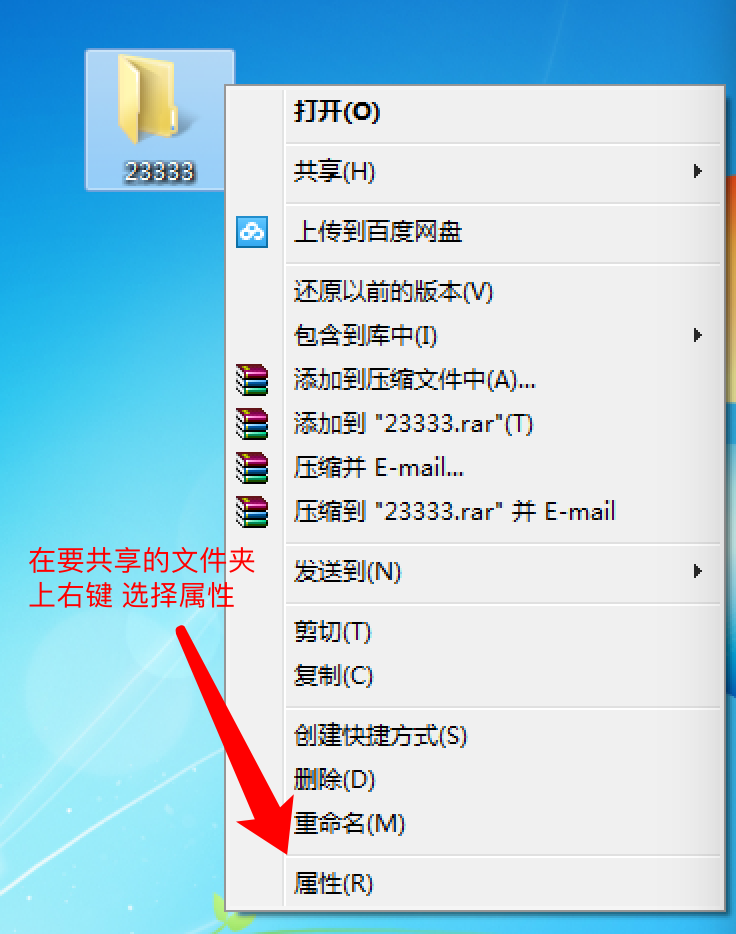 23333
打开(O)
共享(H)
上传到百度网盘
还原以前的版本(V)
包含到库中(I)
添加到压缩文件中(A)...
添加到 "23333.rar"(T)
压缩并 E-mail...
压缩到 "23333.rar" 并 E-mail
在要共享的文件夹
上右键 选择属性
发送到(N)
剪切(T)
复制(C)
创建快捷方式(S)
删除(D)
重命名(M)
属性(R)